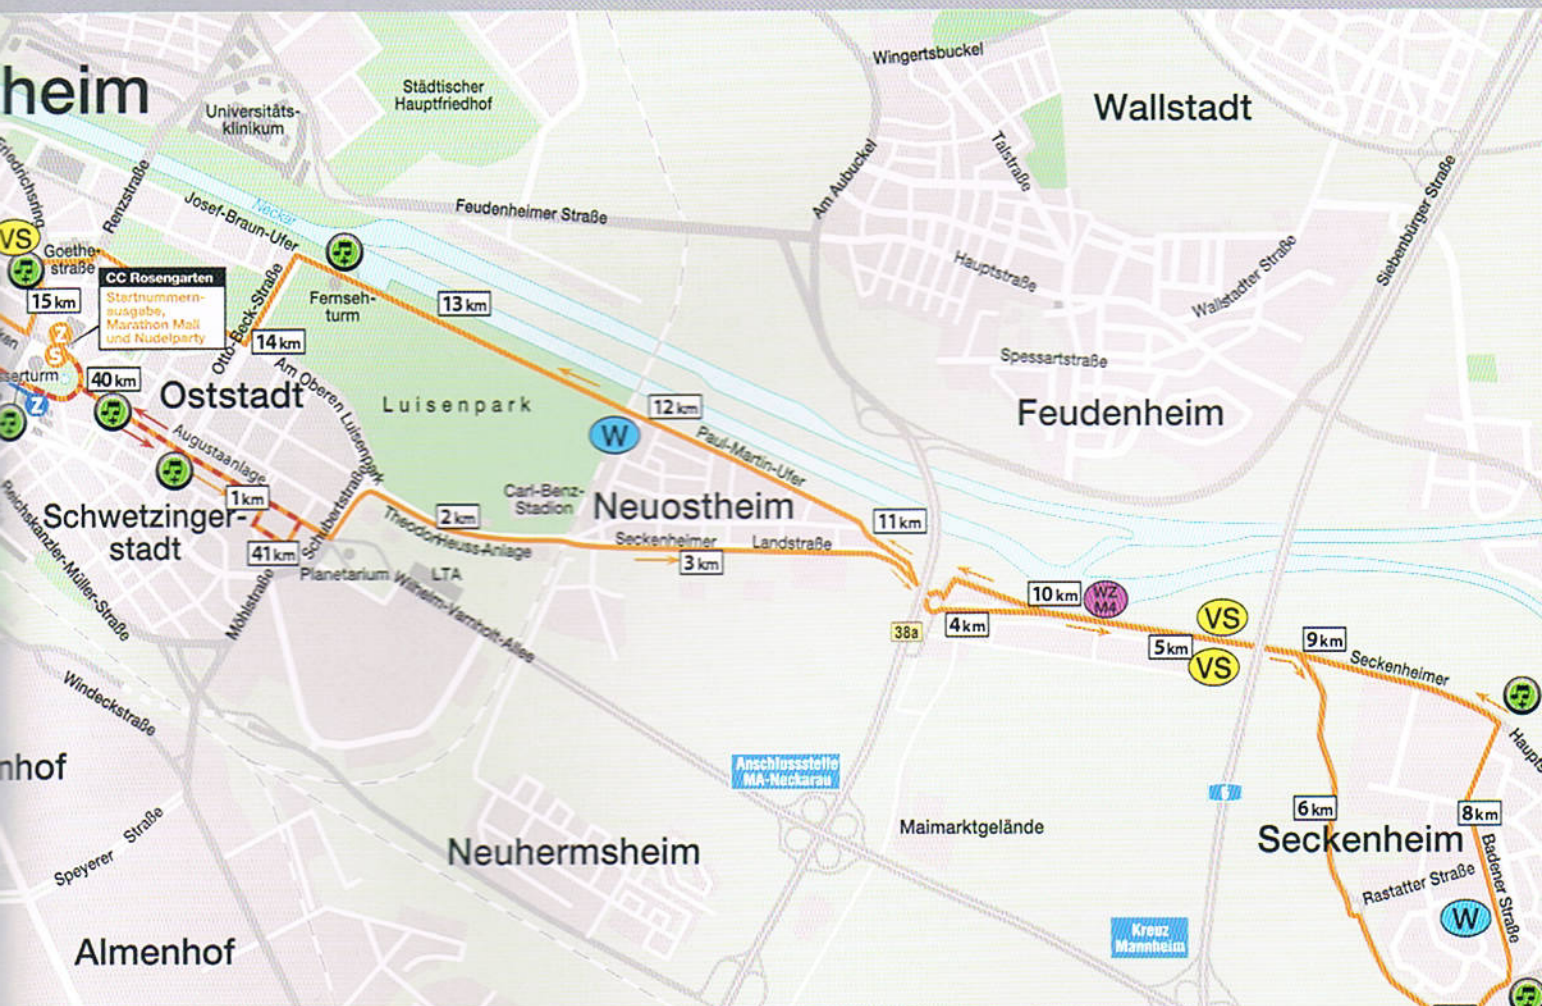 heim
Universitäts-
klinikum
Städtischer
Hauptfriedhof
Wingertsbuckel
Wallstadt
Friedrichsring
Renzstraße
Josef-Braun-Ufer
Neckar
Feudenheimer Straße
Am Aubuckel
Talstraße
Siebenbürger Straße
VS
Goethe-
straße
CC Rosengarten
Startnummern-
ausgabe,
Marathon Mall
und Nudelparty
15 km
Z
S
Otto-Beck-Straße
Fernseh-
turm
13 km
14 km
Hauptstraße
Wallstadter Straße
Spessartstraße
Feudenheim
sserturm
Z
40 km
Oststadt
Am Oberen Luisenpark
Luisenpark
W
12 km
Paul-Martin-Ufer
Augustaanlage
1 km
Schwetzinger-
stadt
41 km
Schubertstraße
2 km
Theodor-Heuss-Anlage
Carl-Benz-
Stadion
Neuostheim
Seckenheimer
Landstraße
3 km
11 km
Planetarium
LTA
Wilhelm-Varnholt-Allee
Reichskanzler-Müller-Straße
Möhlstraße
38a
4 km
10 km
WZ
M4
5 km
VS
VS
9 km
Seckenheimer
Haupts
Windeckstraße
nhof
Anschlussstelle
MA-Neckarau
6 km
8 km
Speyerer Straße
Neuhermsheim
Maimarktgelände
Seckenheim
Rastatter Straße
Badener Straße
W
Almenhof
Kreuz
Mannheim